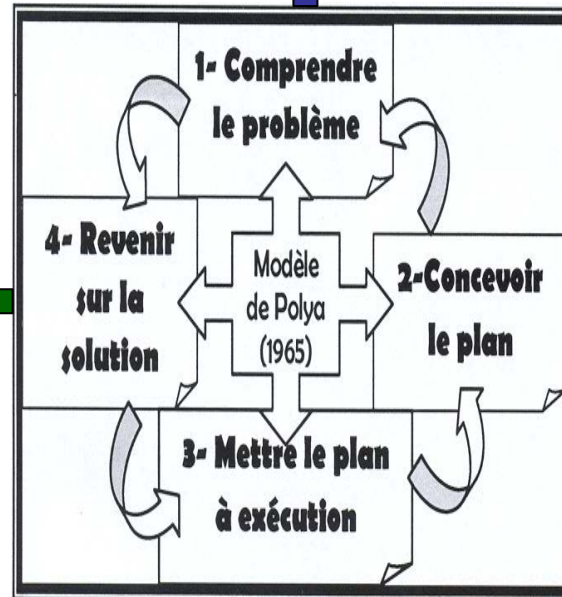 1- Comprendre
le problème
4- Revenir
sur la
solution
Modèle
de Polya
(1965)
2-Concevoir
le plan
3- Mettre le plan
à exécution